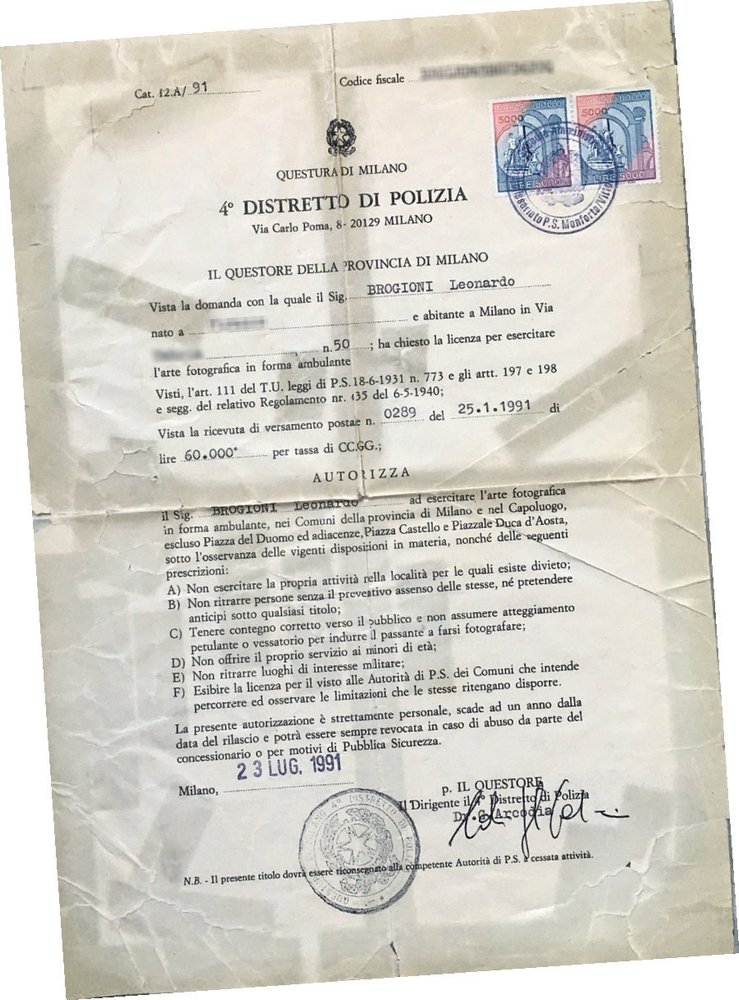 Cat. 12.A/ 91
Codice fiscale
5000
5000
LIRE 5000
LIRE 5000
P.S. Monforte/Vitt
QUESTURA DI MILANO
4° DISTRETTO DI POLIZIA
Via Carlo Poma, 8 - 20129 MILANO
IL QUESTORE DELLA PROVINCIA DI MILANO
Vista la domanda con la quale il Sig. BROGIONI Leonardo
nato a e abitante a Milano in Via
n. 50 ; ha chiesto la licenza per esercitare
l'arte fotografica in forma ambulante
Visti, l'art. 111 del T.U. leggi di P.S. 18-6-1931 n. 773 e gli artt. 197 e 198
e segg. del relativo Regolamento nr. 635 del 6-5-1940;
Vista la ricevuta di versamento postae n. 0289 del 25.1.1991 di
lire 60.000= per tassa di CC.GG.;
AUTORIZZA
il Sig. BROGIONI Leonardo ad esercitare l'arte fotografica
in forma ambulante, nei Comuni della provincia di Milano e nel Capoluogo,
escluso Piazza del Duomo ed adiacenze, Piazza Castello e Piazzale Duca d'Aosta,
sotto l'osservanza delle vigenti disposizioni in materia, nonché delle seguenti
prescrizioni:
A) Non esercitare la propria attività nella località per le quali esiste divieto;
B) Non ritrarre persone senza il preventivo assenso delle stesse, né pretendere
anticipi sotto qualsiasi titolo;
C) Tenere contegno corretto verso il pubblico e non assumere atteggiamento
petulante o vessatorio per indurre il passante a farsi fotografare;
D) Non offrire il proprio servizio ai minori di età;
E) Non ritrarre luoghi di interesse militare;
F) Esibire la licenza per il visto alle Autorità di P.S. dei Comuni che intende
percorrere ed osservare le limitazioni che le stesse ritengano disporre.
La presente autorizzazione è strettamente personale, scade ad un anno dalla
data del rilascio e potrà essere sempre revocata in caso di abuso da parte del
concessionario o per motivi di Pubblica Sicurezza.
Milano, 23 LUG. 1991
p. IL QUESTORE
Il Dirigente il 4° Distretto di Polizia
Dr. G. Arcodia
4° DISTRETTO DI POLIZIA
N.B. - Il presente titolo dovrà essere riconsegnato alla competente Autorità di P.S. a cessata attività.